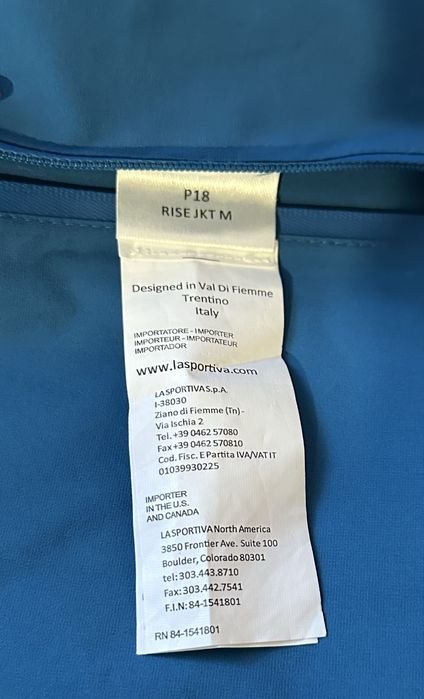 P18
RISE JKT M
Designed in Val Di Fiemme
Trentino
Italy
IMPORTATORE - IMPORTER
IMPORTEUR - IMPORTATEUR
IMPORTADOR
www.lasportiva.com
LA SPORTIVA S.p.A.
I-38030
Ziano di Fiemme (Tn) -
Via Ischia 2
Tel. +39 0462 57080
Fax +39 0462 570810
Cod. Fisc. E Partita IVA/VAT IT
01039930225
IMPORTER
IN THE U.S.
AND CANADA
LA SPORTIVA North America
3850 Frontier Ave. Suite 100
Boulder, Colorado 80301
tel: 303.443.8710
Fax: 303.442.7541
F.I.N: 84-1541801
RN 84-1541801